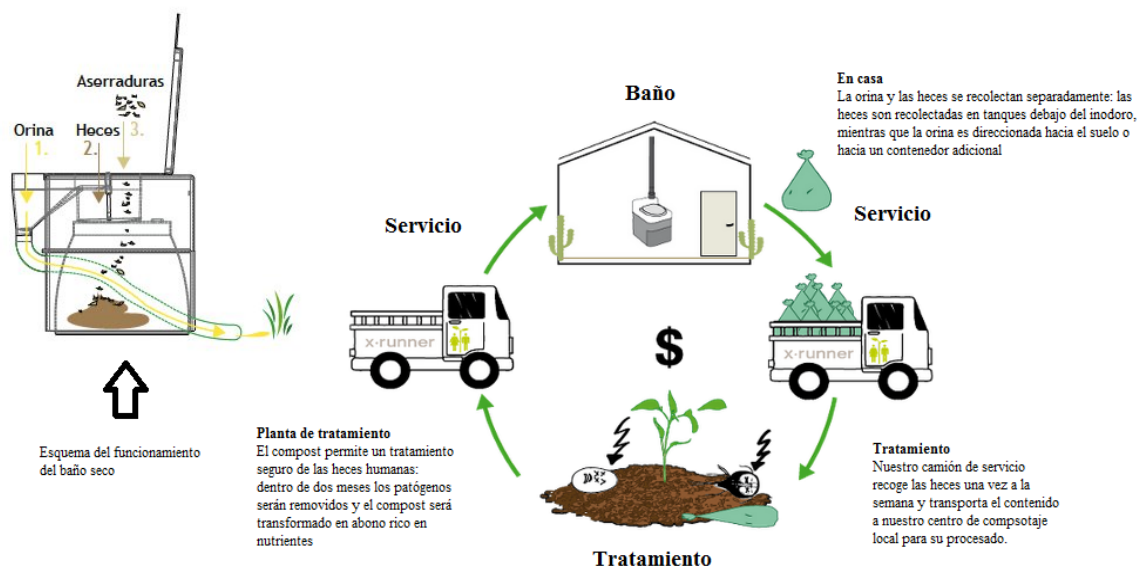 Aserraduras
Orina
Heces
1.
2.
3.
Esquema del funcionamiento
del baño seco
Baño
En casa
La orina y las heces se recolectan separadamente: las
heces son recolectadas en tanques debajo del inodoro,
mientras que la orina es direccionada hacia el suelo o
hacia un contenedor adicional
Servicio
Servicio
x-runner
$
x-runner
Planta de tratamiento
El compost permite un tratamiento
seguro de las heces humanas:
dentro de dos meses los patógenos
serán removidos y el compost será
transformado en abono rico en
nutrientes
Tratamiento
Nuestro camión de servicio
recoge las heces una vez a la
semana y transporta el contenido
a nuestro centro de compsotaje
local para su procesado.
Tratamiento